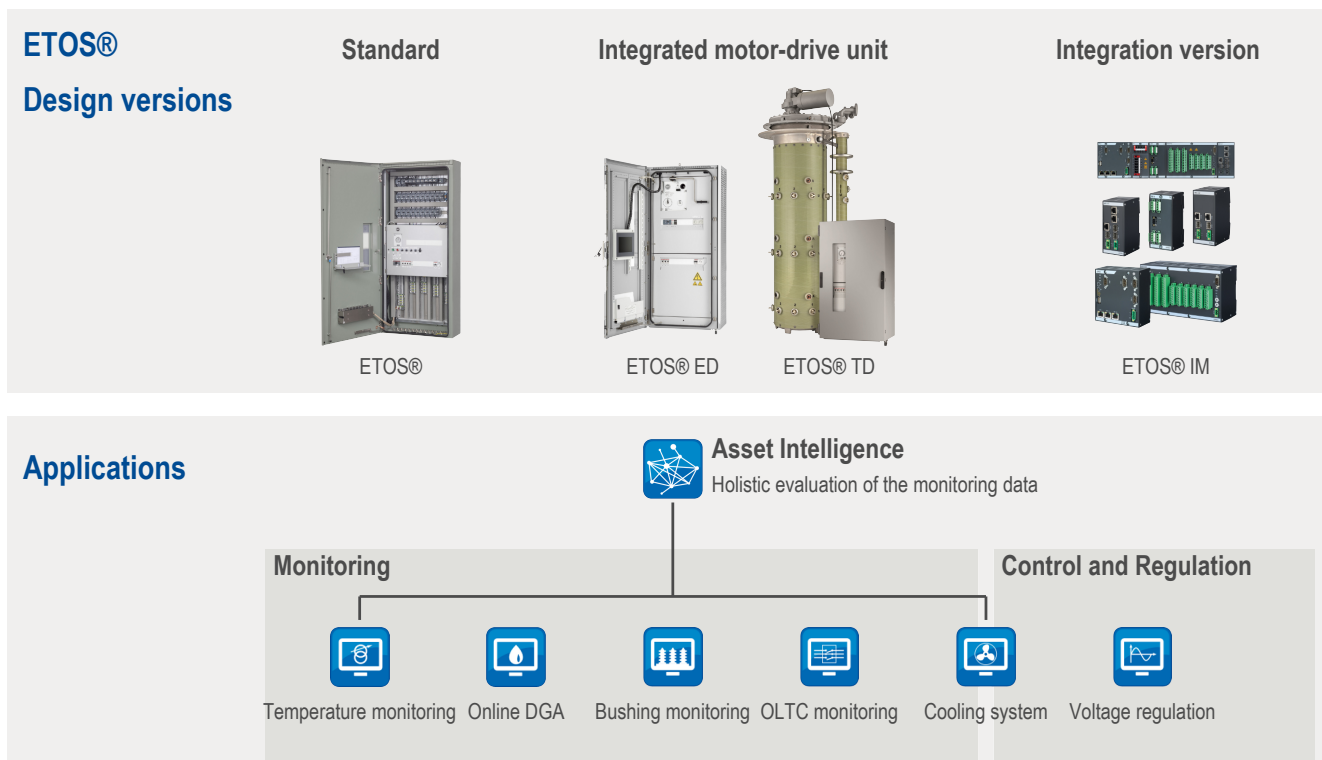 ETOS®
Design versions
Standard
Integrated motor-drive unit
Integration version
ETOS®
ETOS® ED
ETOS® TD
ETOS® IM
Applications
Asset Intelligence
Holistic evaluation of the monitoring data
Monitoring
Control and Regulation
Temperature monitoring
Online DGA
Bushing monitoring
OLTC monitoring
Cooling system
Voltage regulation